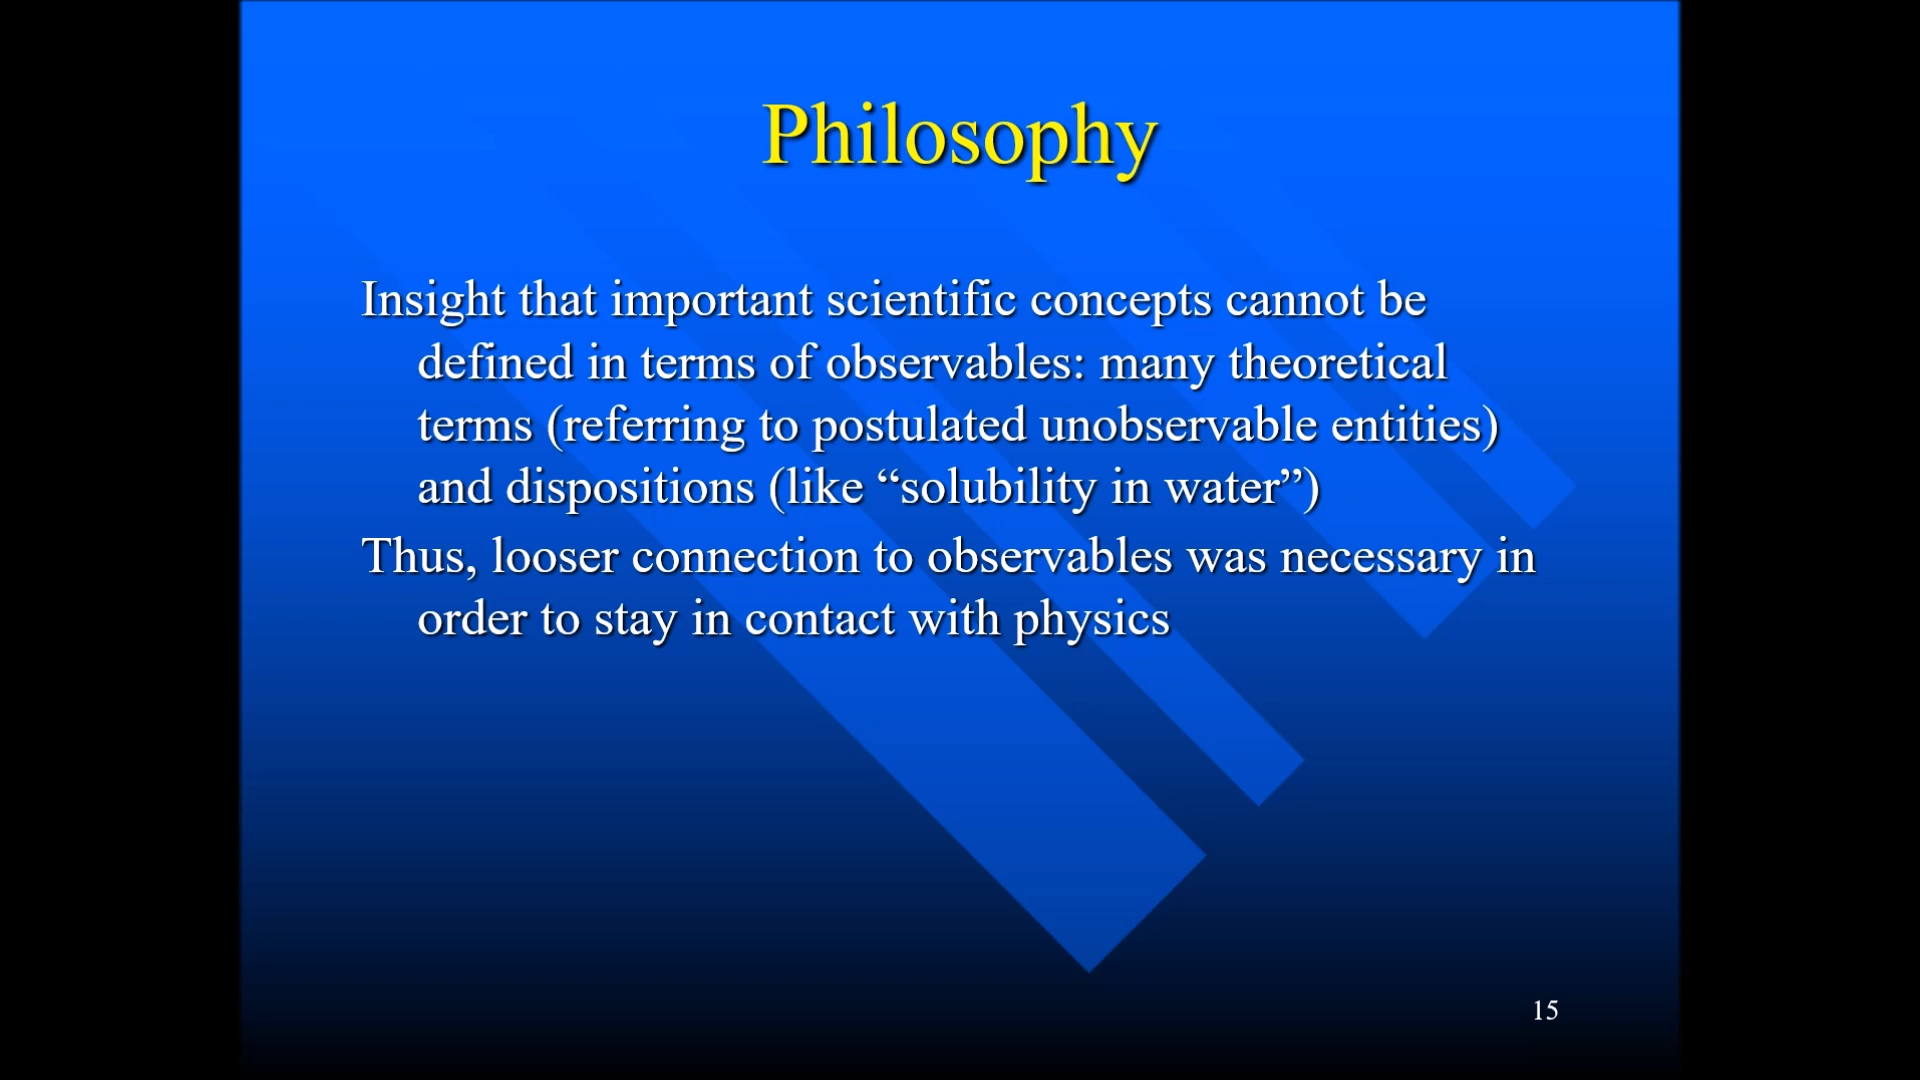 Philosophy
Insight that important scientific concepts cannot be
defined in terms of observables: many theoretical
terms (referring to postulated unobservable entities)
and dispositions (like “solubility in water”)
Thus, looser connection to observables was necessary in
order to stay in contact with physics
15